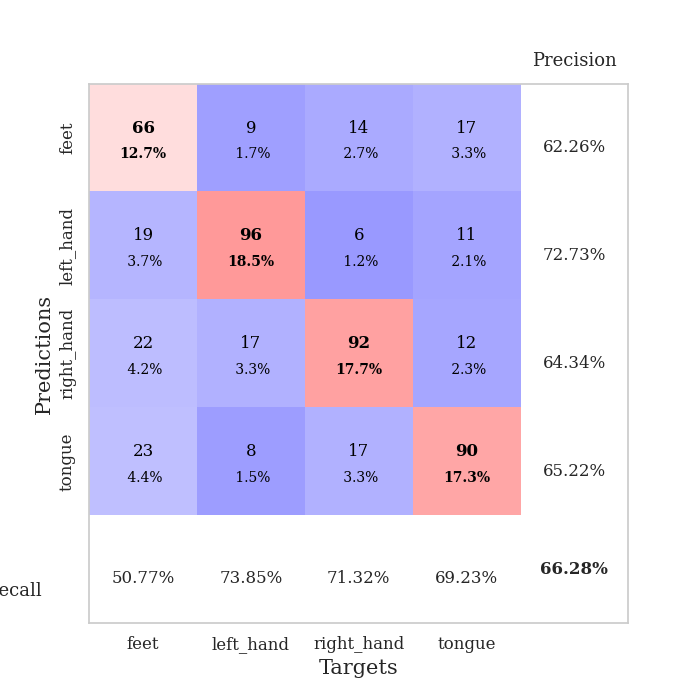 Precision
feet 66 9 14 17 62.26%
12.7% 1.7% 2.7% 3.3%
left_hand 19 96 6 11 72.73%
3.7% 18.5% 1.2% 2.1%
right_hand 22 17 92 12 64.34%
4.2% 3.3% 17.7% 2.3%
tongue 23 8 17 90 65.22%
4.4% 1.5% 3.3% 17.3%
Predictions
ecall 50.77% 73.85% 71.32% 69.23% 66.28%
feet left_hand right_hand tongue
Targets